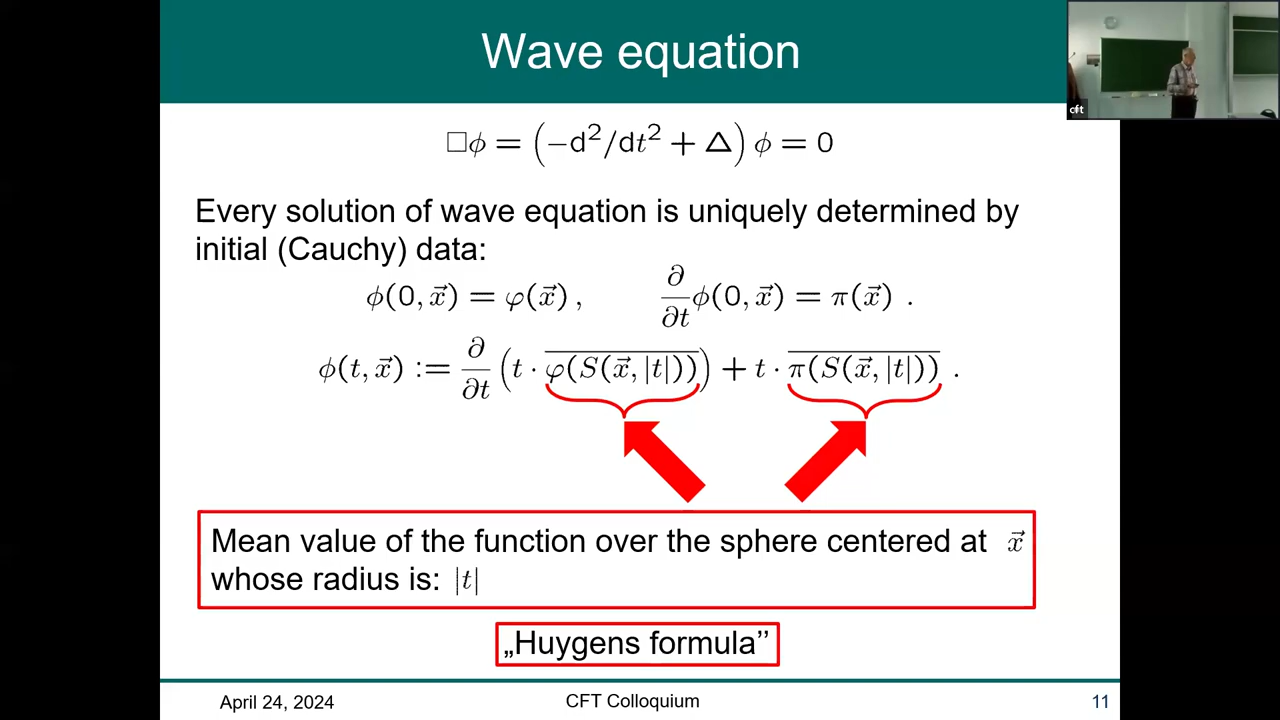 Wave equation
□ϕ = (−d²/dt² + Δ) ϕ = 0
Every solution of wave equation is uniquely determined by
initial (Cauchy) data:
ϕ(0, x⃗) = φ(x⃗) , ∂/∂t ϕ(0, x⃗) = π(x⃗) .
ϕ(t, x⃗) := ∂/∂t (t · \overline{φ(S(x⃗, |t|))}) + t · \overline{π(S(x⃗, |t|))} .
Mean value of the function over the sphere centered at x⃗
whose radius is: |t|
„Huygens formula’’
April 24, 2024 CFT Colloquium 11
cft